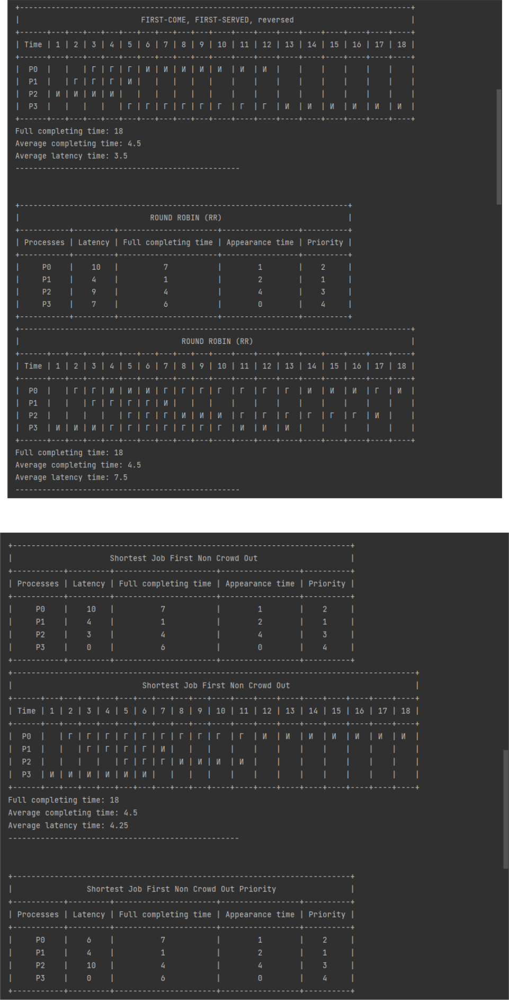 +---------------------------------------------------------------------------------------+
|                           FIRST-COME, FIRST-SERVED, reversed                          |
+------+---+---+---+---+---+---+---+---+---+----+----+----+----+----+----+----+----+----+
| Time | 1 | 2 | 3 | 4 | 5 | 6 | 7 | 8 | 9 | 10 | 11 | 12 | 13 | 14 | 15 | 16 | 17 | 18 |
+------+---+---+---+---+---+---+---+---+---+----+----+----+----+----+----+----+----+----+
|  P0  |   |   | Г | Г | Г | И | И | И | И | И  | И  | И  |    |    |    |    |    |    |
|  P1  |   | Г | Г | Г | И |   |   |   |   |    |    |    |    |    |    |    |    |    |
|  P2  | И | И | И | И |   |   |   |   |   |    |    |    |    |    |    |    |    |    |
|  P3  |   |   |   |   | Г | Г | Г | Г | Г | Г  | Г  | Г  | И  | И  | И  | И  | И  | И  |
+------+---+---+---+---+---+---+---+---+---+----+----+----+----+----+----+----+----+----+
Full completing time: 18
Average completing time: 4.5
Average latency time: 3.5
--------------------------------------------------
+-------------------------------------------------------------------------+
|                             ROUND ROBIN (RR)                            |
+-----------+---------+----------------------+-----------------+----------+
| Processes | Latency | Full completing time | Appearance time | Priority |
+-----------+---------+----------------------+-----------------+----------+
|     P0    |    10   |          7           |        1        |    2     |
|     P1    |    4    |          1           |        2        |    1     |
|     P2    |    9    |          4           |        4        |    3     |
|     P3    |    7    |          6           |        0        |    4     |
+-----------+---------+----------------------+-----------------+----------+
+---------------------------------------------------------------------------------------+
|                                    ROUND ROBIN (RR)                                   |
+------+---+---+---+---+---+---+---+---+---+----+----+----+----+----+----+----+----+----+
| Time | 1 | 2 | 3 | 4 | 5 | 6 | 7 | 8 | 9 | 10 | 11 | 12 | 13 | 14 | 15 | 16 | 17 | 18 |
+------+---+---+---+---+---+---+---+---+---+----+----+----+----+----+----+----+----+----+
|  P0  |   | Г | Г | И | И | И | Г | Г | Г | Г  | Г  | Г  | Г  | И  | И  | И  | Г  | И  |
|  P1  |   |   | Г | Г | Г | Г | И |   |   |    |    |    |    |    |    |    |    |    |
|  P2  |   |   |   |   | Г | Г | Г | И | И | И  | Г  | Г  | Г  | Г  | Г  | Г  | И  |    |
|  P3  | И | И | И | Г | Г | Г | Г | Г | Г | Г  | И  | И  | И  |    |    |    |    |    |
+------+---+---+---+---+---+---+---+---+---+----+----+----+----+----+----+----+----+----+
Full completing time: 18
Average completing time: 4.5
Average latency time: 7.5
--------------------------------------------------
+-------------------------------------------------------------------------+
|                     Shortest Job First Non Crowd Out                    |
+-----------+---------+----------------------+-----------------+----------+
| Processes | Latency | Full completing time | Appearance time | Priority |
+-----------+---------+----------------------+-----------------+----------+
|     P0    |    10   |          7           |        1        |    2     |
|     P1    |    4    |          1           |        2        |    1     |
|     P2    |    3    |          4           |        4        |    3     |
|     P3    |    0    |          6           |        0        |    4     |
+-----------+---------+----------------------+-----------------+----------+
+---------------------------------------------------------------------------------------+
|                            Shortest Job First Non Crowd Out                           |
+------+---+---+---+---+---+---+---+---+---+----+----+----+----+----+----+----+----+----+
| Time | 1 | 2 | 3 | 4 | 5 | 6 | 7 | 8 | 9 | 10 | 11 | 12 | 13 | 14 | 15 | 16 | 17 | 18 |
+------+---+---+---+---+---+---+---+---+---+----+----+----+----+----+----+----+----+----+
|  P0  |   | Г | Г | Г | Г | Г | Г | Г | Г | Г  | Г  | И  | И  | И  | И  | И  | И  | И  |
|  P1  |   |   | Г | Г | Г | Г | И |   |   |    |    |    |    |    |    |    |    |    |
|  P2  |   |   |   |   | Г | Г | Г | И | И | И  | И  |    |    |    |    |    |    |    |
|  P3  | И | И | И | И | И | И |   |   |   |    |    |    |    |    |    |    |    |    |
+------+---+---+---+---+---+---+---+---+---+----+----+----+----+----+----+----+----+----+
Full completing time: 18
Average completing time: 4.5
Average latency time: 4.25
--------------------------------------------------
+-------------------------------------------------------------------------+
|                Shortest Job First Non Crowd Out Priority                |
+-----------+---------+----------------------+-----------------+----------+
| Processes | Latency | Full completing time | Appearance time | Priority |
+-----------+---------+----------------------+-----------------+----------+
|     P0    |    6    |          7           |        1        |    2     |
|     P1    |    4    |          1           |        2        |    1     |
|     P2    |    10   |          4           |        4        |    3     |
|     P3    |    0    |          6           |        0        |    4     |
+-----------+---------+----------------------+-----------------+----------+